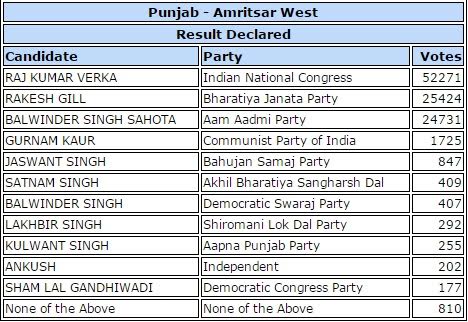 Punjab - Amritsar West
Result Declared
Candidate Party Votes
RAJ KUMAR VERKA Indian National Congress 52271
RAKESH GILL Bharatiya Janata Party 25424
BALWINDER SINGH SAHOTA Aam Aadmi Party 24731
GURNAM KAUR Communist Party of India 1725
JASWANT SINGH Bahujan Samaj Party 847
SATNAM SINGH Akhil Bharatiya Sangharsh Dal 409
BALWINDER SINGH Democratic Swaraj Party 407
LAKHBIR SINGH Shiromani Lok Dal Party 292
KULWANT SINGH Aapna Punjab Party 255
ANKUSH Independent 202
SHAM LAL GANDHIWADI Democratic Congress Party 177
None of the Above None of the Above 810